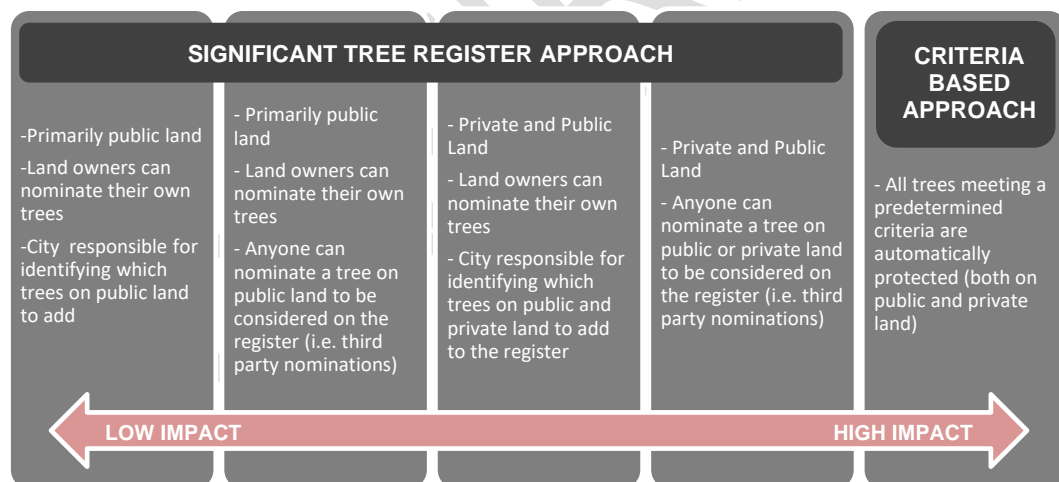 SIGNIFICANT TREE REGISTER APPROACH
-Primarily public land
-Land owners can
nominate their own
trees
-City  responsible for
identifying which
trees on public land
to add
- Primarily public
land
- Land owners can
nominate their own
trees
- Anyone can
nominate a tree on
public land to be
considered on the
register (i.e. third
party nominations)
- Private and Public
Land
- Land owners can
nominate their own
trees
- City responsible for
identifying which
trees on public and
private land to add
to the register
- Private and Public
Land
- Anyone can
nominate a tree on
public or private land
to be considered on
the register (i.e. third
party nominations)
CRITERIA
BASED
APPROACH
- All trees meeting a
predetermined
criteria are
automatically
protected (both on
public and private
land)
LOW IMPACT
HIGH IMPACT